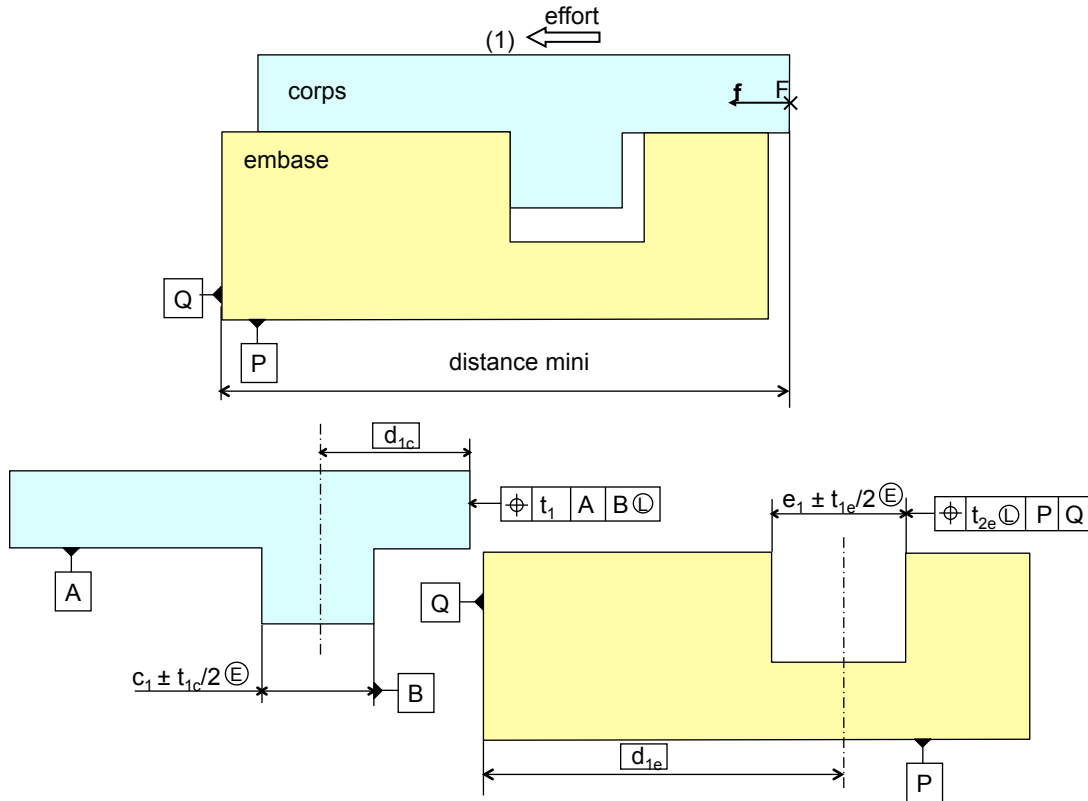 effort
(1)
corps
f F
embase
Q
P
distance mini
d1c
⌖ t1 A B Ⓛ
e1 ± t1e/2 Ⓔ
⌖ t2e Ⓛ P Q
A
Q
c1 ± t1c/2 Ⓔ
B
d1e
P